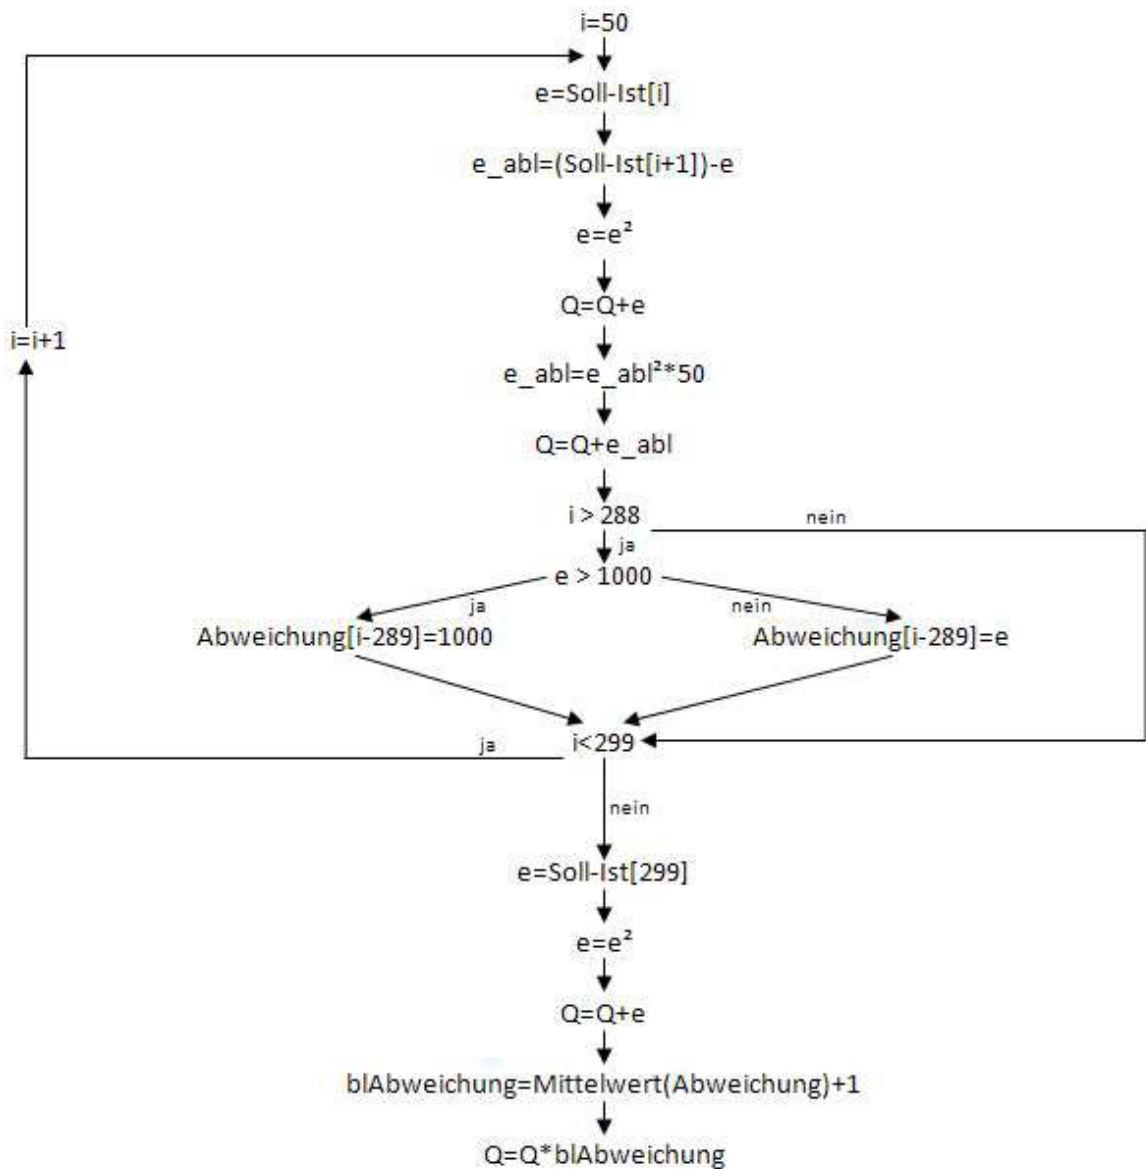 i=50
e=Soll-Ist[i]
e_abl=(Soll-Ist[i+1])-e
e=e²
Q=Q+e
i=i+1
e_abl=e_abl²*50
Q=Q+e_abl
i > 288
nein
ja
e > 1000
ja
nein
Abweichung[i-289]=1000
Abweichung[i-289]=e
i<299
ja
nein
e=Soll-Ist[299]
e=e²
Q=Q+e
blAbweichung=Mittelwert(Abweichung)+1
Q=Q*blAbweichung